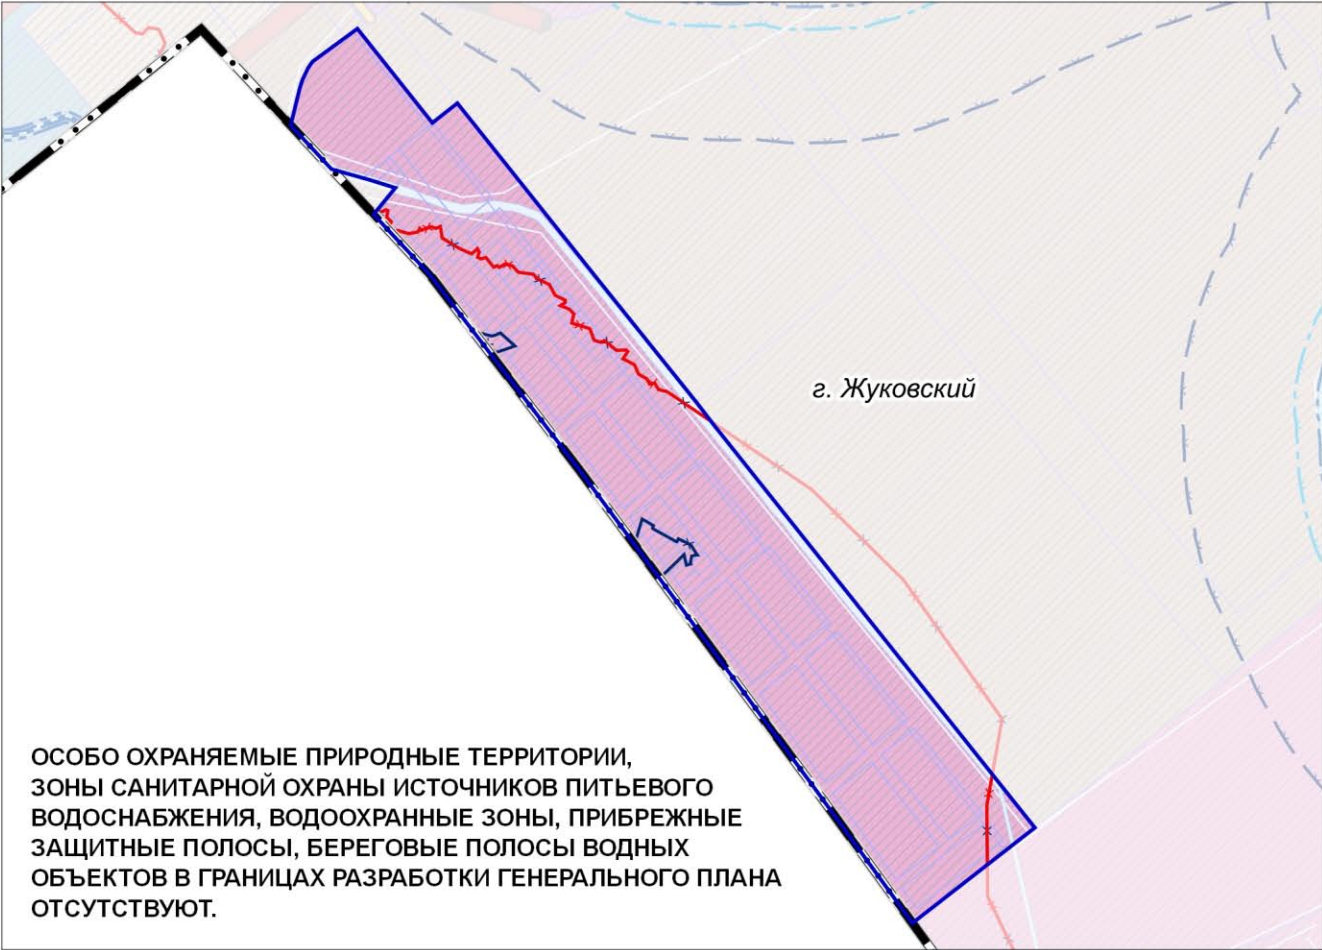 г. Жуковский
ОСОБО ОХРАНЯЕМЫЕ ПРИРОДНЫЕ ТЕРРИТОРИИ,
ЗОНЫ САНИТАРНОЙ ОХРАНЫ ИСТОЧНИКОВ ПИТЬЕВОГО
ВОДОСНАБЖЕНИЯ, ВОДООХРАННЫЕ ЗОНЫ, ПРИБРЕЖНЫЕ
ЗАЩИТНЫЕ ПОЛОСЫ, БЕРЕГОВЫЕ ПОЛОСЫ ВОДНЫХ
ОБЪЕКТОВ В ГРАНИЦАХ РАЗРАБОТКИ ГЕНЕРАЛЬНОГО ПЛАНА
ОТСУТСТВУЮТ.